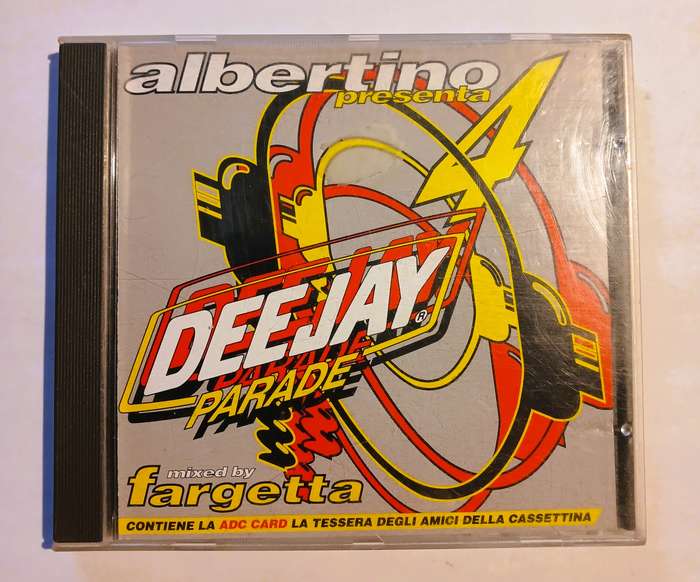 albertino
presenta
4
DEEJAY®
PARADE
mixed by
fargetta
CONTIENE LA ADC CARD LA TESSERA DEGLI AMICI DELLA CASSETTINA